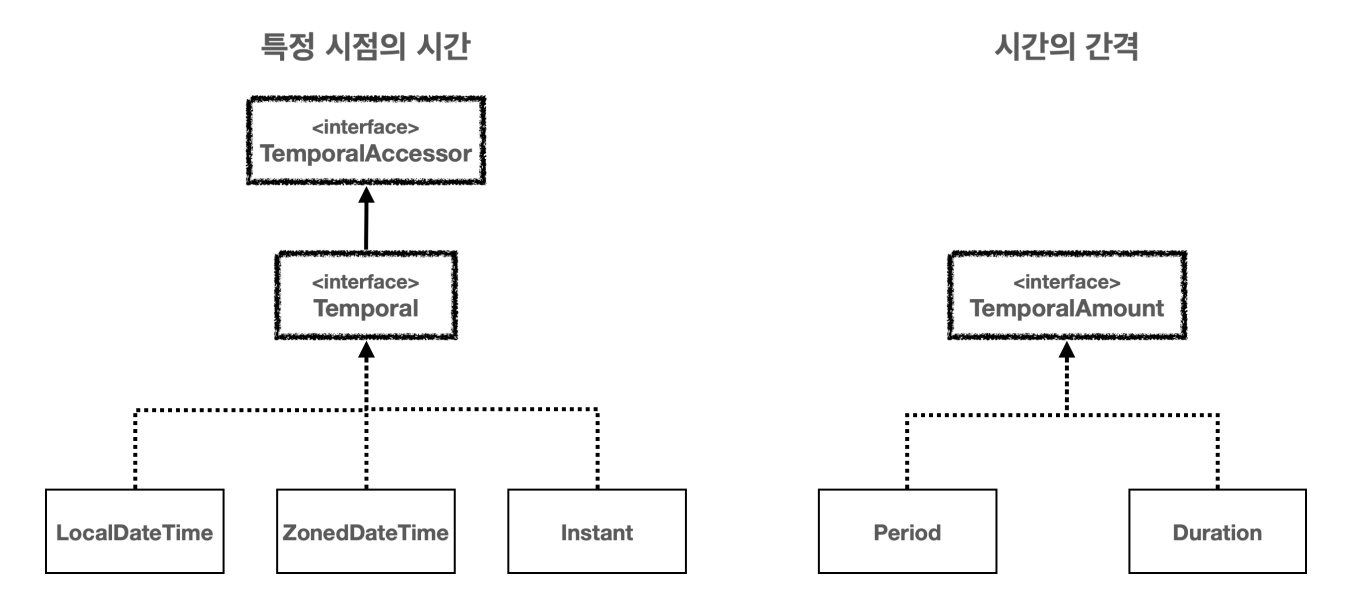 특정 시점의 시간
시간의 간격
<interface>
TemporalAccessor
<interface>
Temporal
<interface>
TemporalAmount
LocalDateTime
ZonedDateTime
Instant
Period
Duration